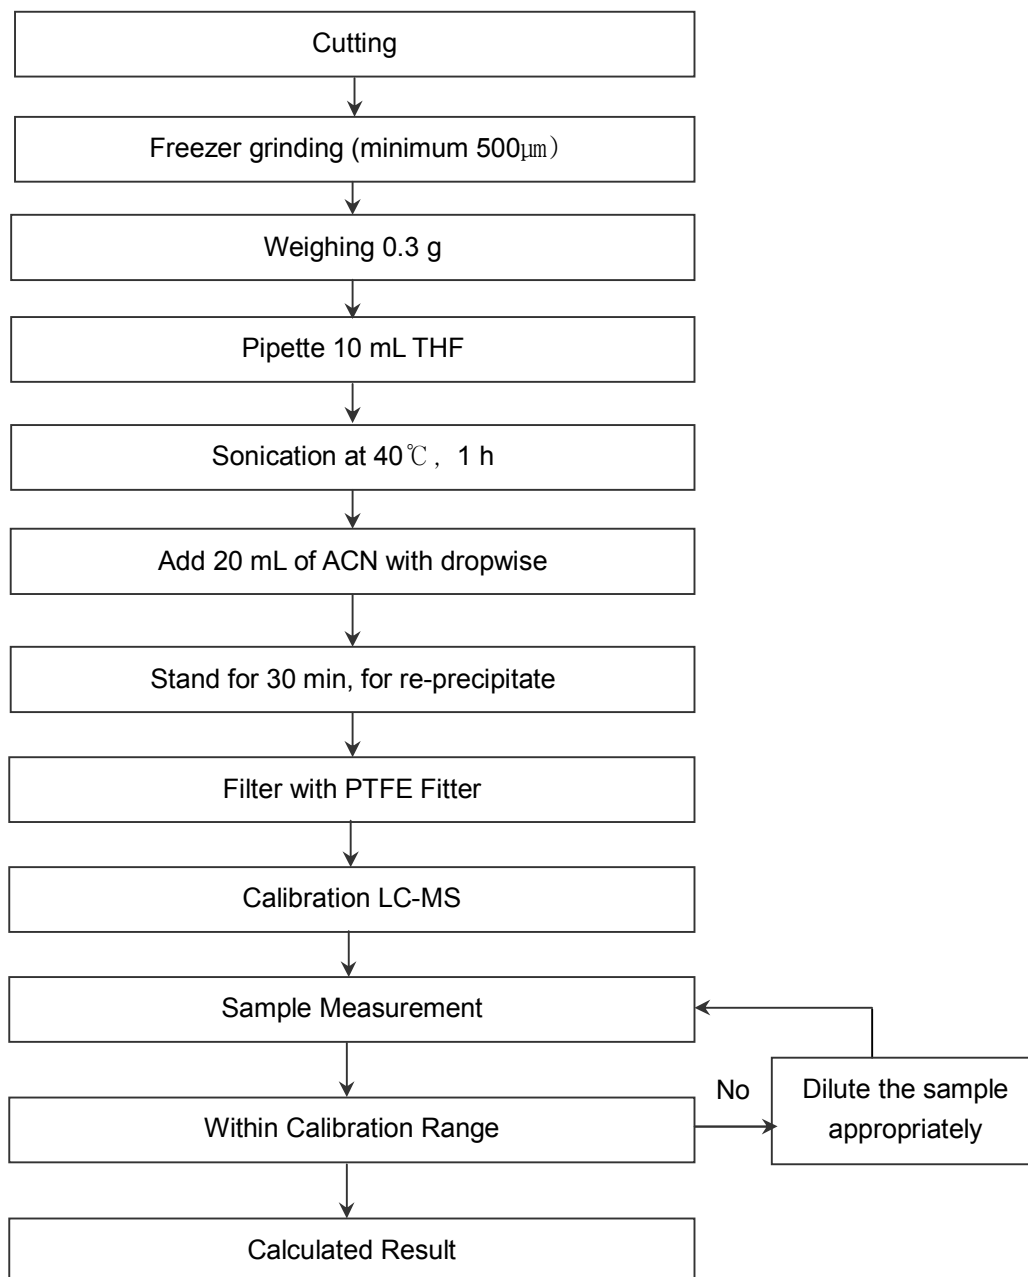 Cutting
Freezer grinding (minimum 500㎛)
Weighing 0.3 g
Pipette 10 mL THF
Sonication at 40℃, 1 h
Add 20 mL of ACN with dropwise
Stand for 30 min, for re-precipitate
Filter with PTFE Fitter
Calibration LC-MS
Sample Measurement
Within Calibration Range
No
Dilute the sample
appropriately
Calculated Result